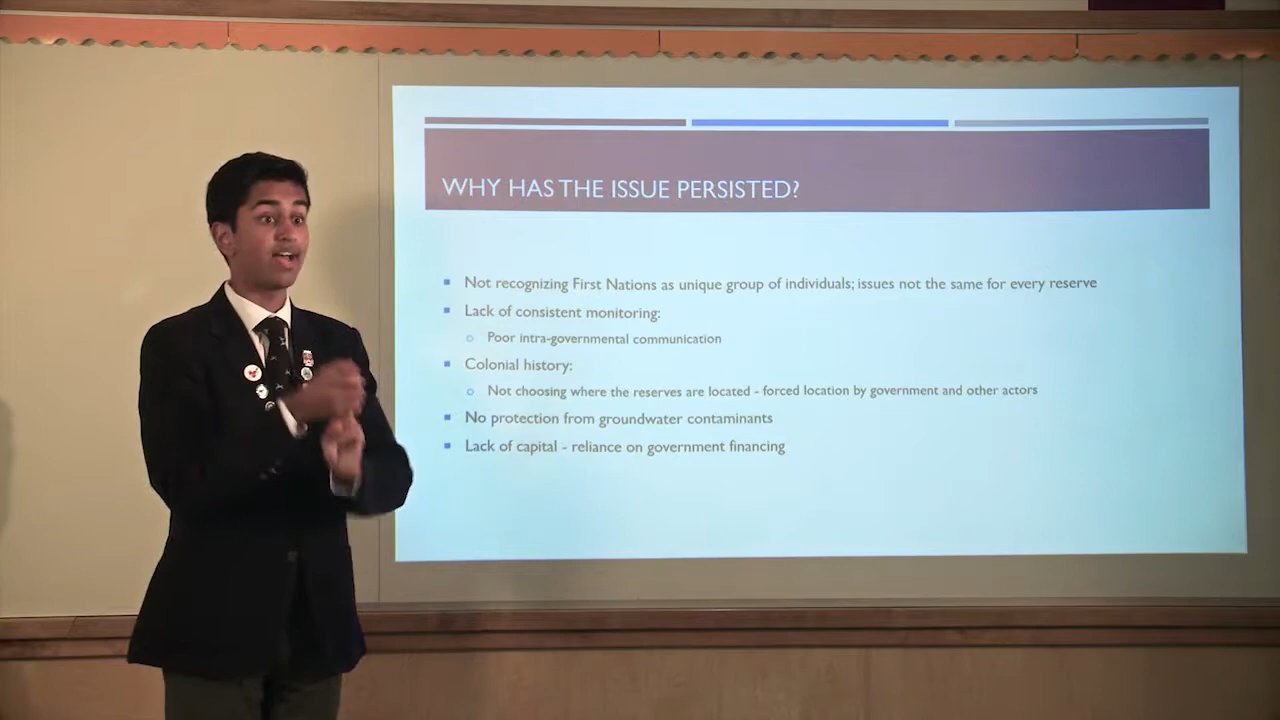 WHY HAS THE ISSUE PERSISTED?
Not recognizing First Nations as unique group of individuals; issues not the same for every reserve
Lack of consistent monitoring:
Poor intra-governmental communication
Colonial history:
Not choosing where the reserves are located - forced location by government and other actors
No protection from groundwater contaminants
Lack of capital - reliance on government financing